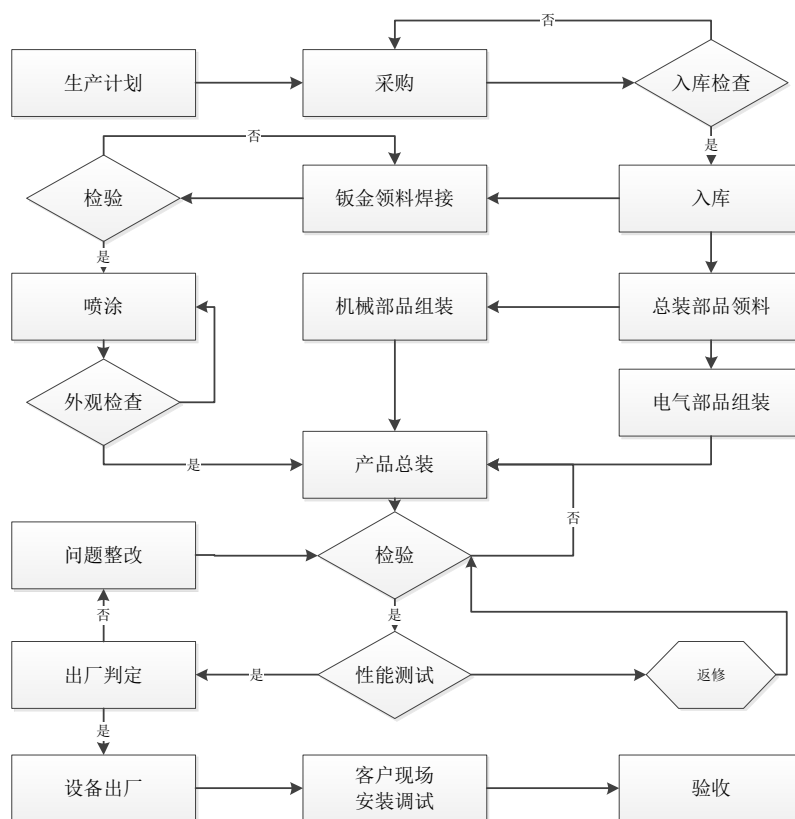 否
生产计划
采购
入库检查
是
否
检验
钣金领料焊接
入库
是
喷涂
机械部品组装
总装部品领料
外观检查
电气部品组装
是
产品总装
否
问题整改
检验
否
是
出厂判定
是
性能测试
返修
是
设备出厂
客户现场
安装调试
验收